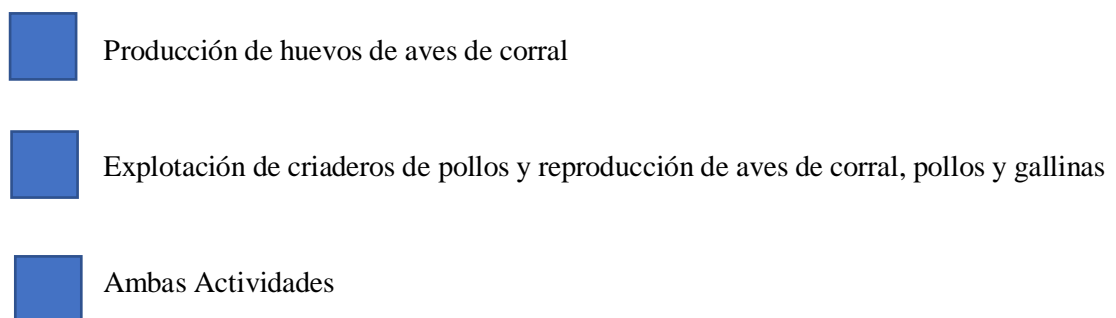 Producción de huevos de aves de corral
Explotación de criaderos de pollos y reproducción de aves de corral, pollos y gallinas
Ambas Actividades